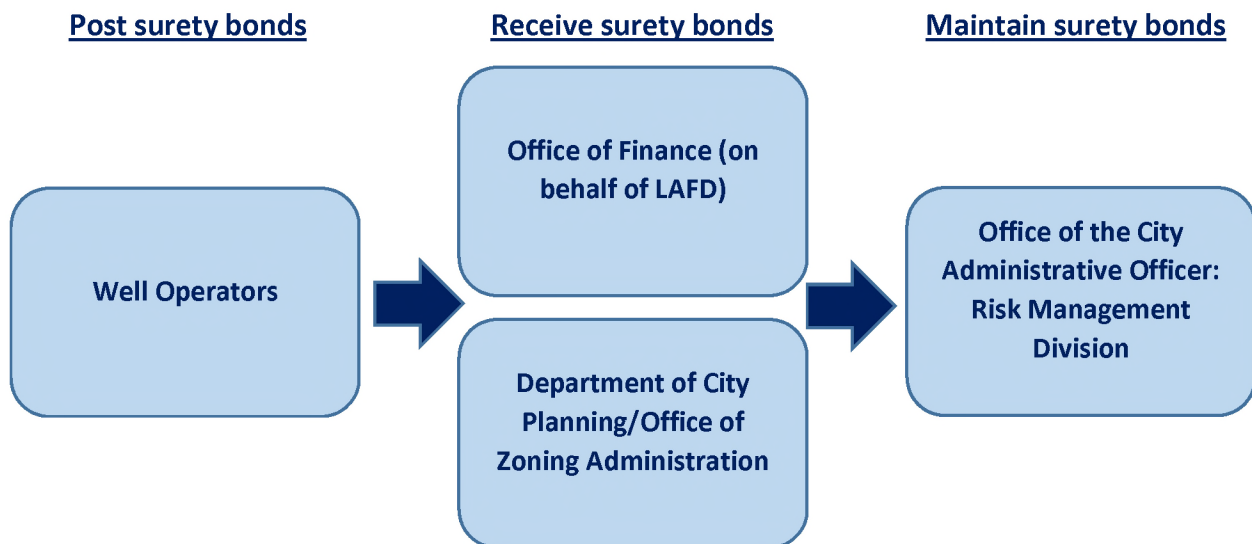 Post surety bonds
Receive surety bonds
Maintain surety bonds
Well Operators
Office of Finance (on
behalf of LAFD)
Department of City
Planning/Office of
Zoning Administration
Office of the City
Administrative Officer:
Risk Management
Division